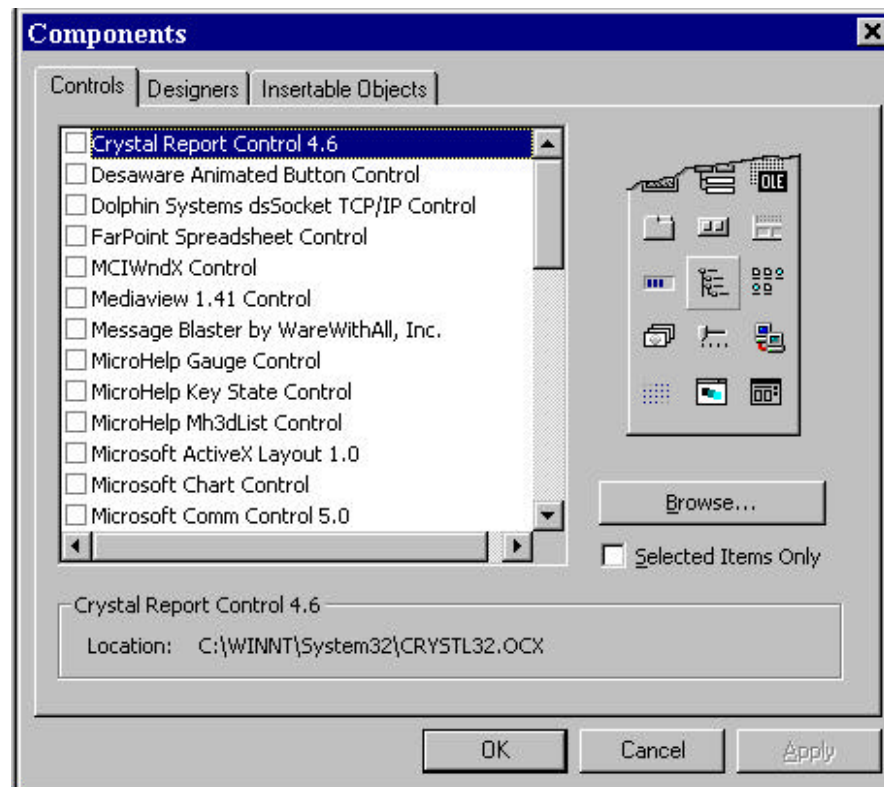 Components
Controls Designers Insertable Objects
Crystal Report Control 4.6
Desaware Animated Button Control
Dolphin Systems dsSocket TCP/IP Control
FarPoint Spreadsheet Control
MCIWndX Control
Mediaview 1.41 Control
Message Blaster by WareWithAll, Inc.
MicroHelp Gauge Control
MicroHelp Key State Control
MicroHelp Mh3dList Control
Microsoft ActiveX Layout 1.0
Microsoft Chart Control
Microsoft Comm Control 5.0
OLE
Browse...
Selected Items Only
Crystal Report Control 4.6
Location: C:\WINNT\System32\CRYSTL32.OCX
OK Cancel Apply